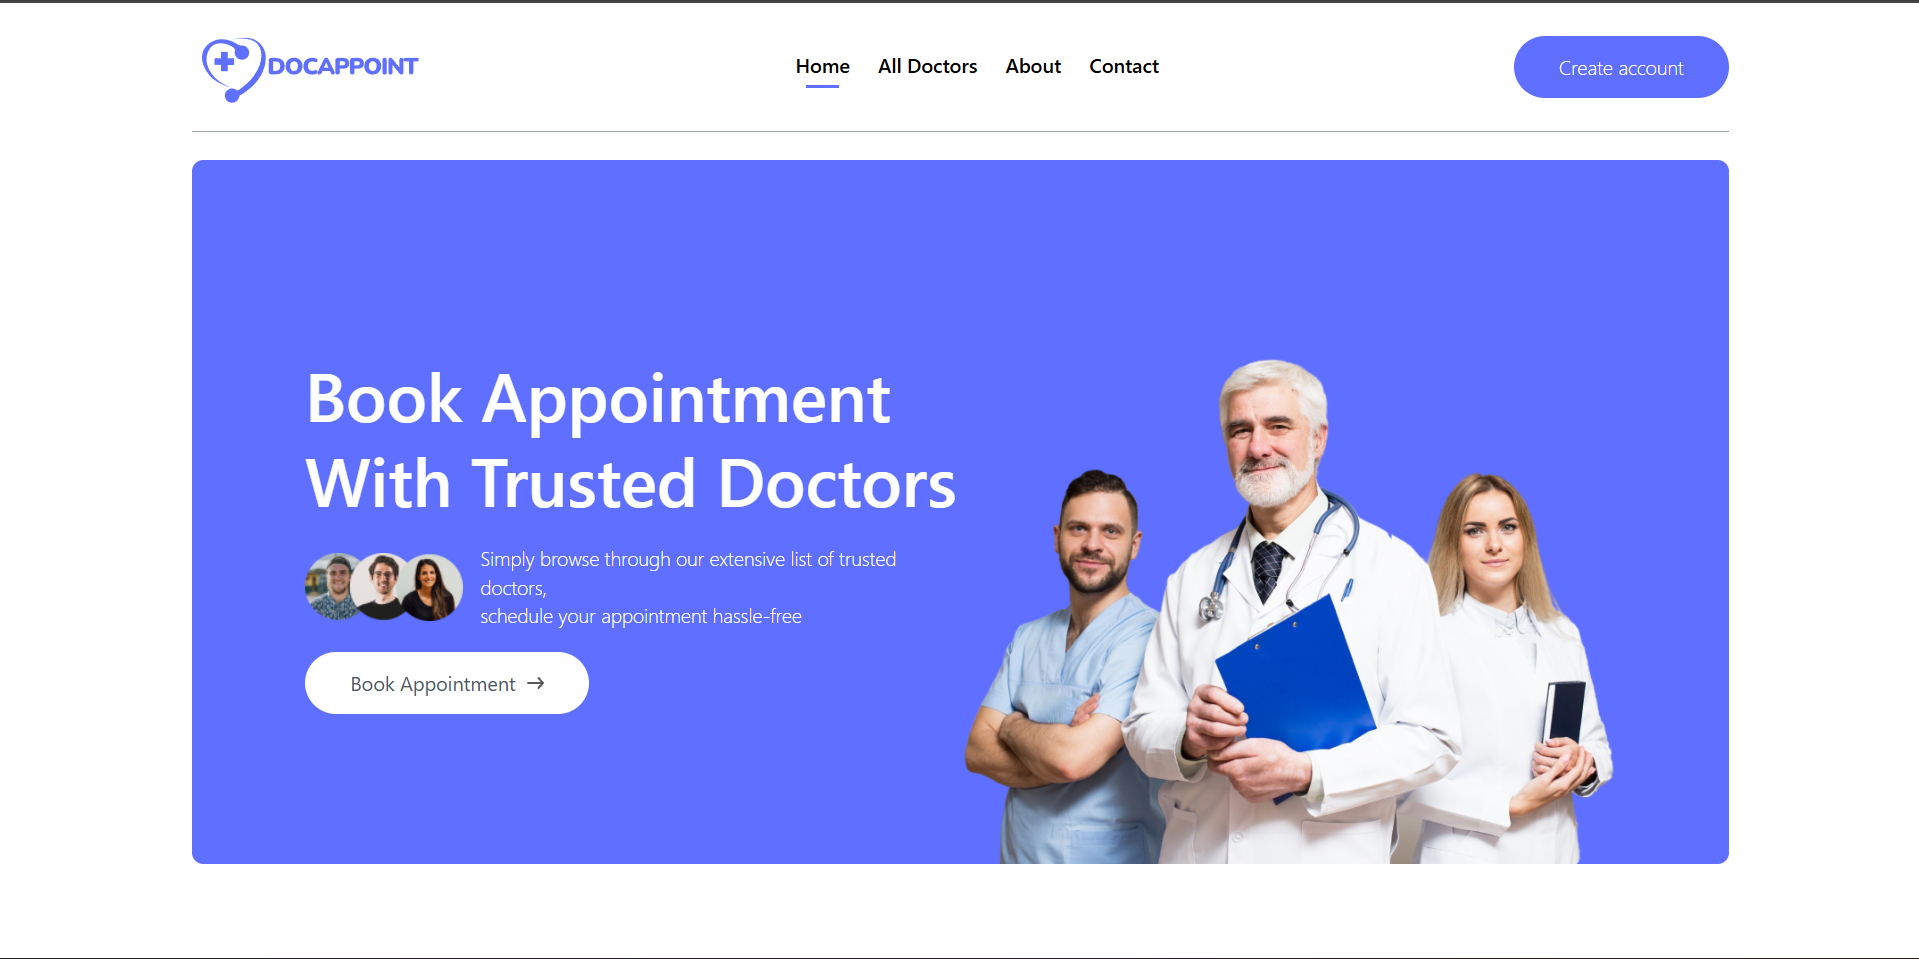 DOCAPPOINT
Home
All Doctors
About
Contact
Create account
Book Appointment
With Trusted Doctors
Simply browse through our extensive list of trusted
doctors,
schedule your appointment hassle-free
Book Appointment →